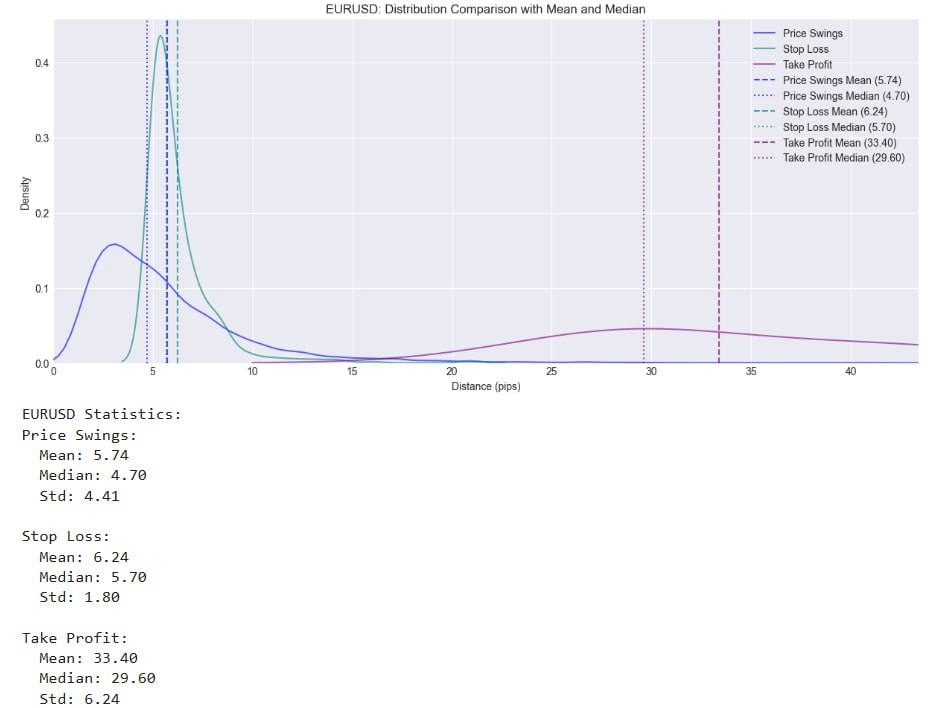 EURUSD: Distribution Comparison with Mean and Median
Price Swings
Stop Loss
Take Profit
Price Swings Mean (5.74)
Price Swings Median (4.70)
Stop Loss Mean (6.24)
Stop Loss Median (5.70)
Take Profit Mean (33.40)
Take Profit Median (29.60)
Density
0.4
0.3
0.2
0.1
0.0
0 5 10 15 20 25 30 35 40
Distance (pips)
EURUSD Statistics:
Price Swings:
Mean: 5.74
Median: 4.70
Std: 4.41
Stop Loss:
Mean: 6.24
Median: 5.70
Std: 1.80
Take Profit:
Mean: 33.40
Median: 29.60
Std: 6.24